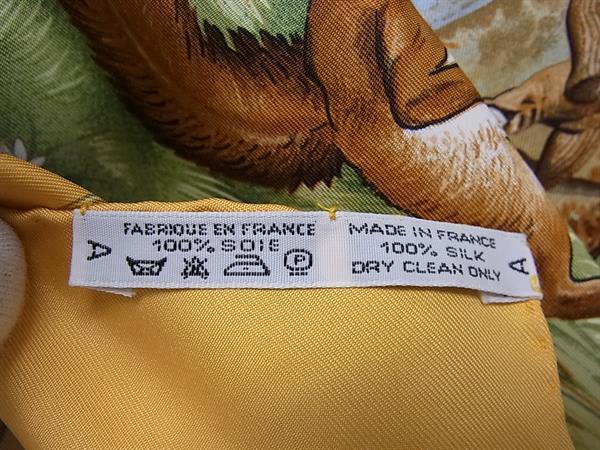 A
FABRIQUE EN FRANCE
100% SOIE
P
MADE IN FRANCE
100% SILK
DRY CLEAN ONLY
A